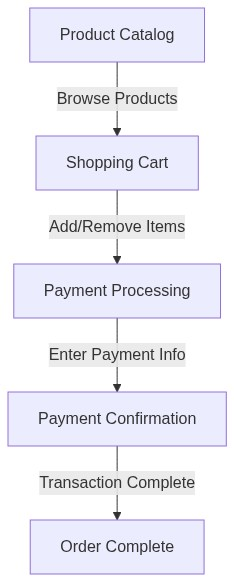 Product Catalog
Browse Products
Shopping Cart
Add/Remove Items
Payment Processing
Enter Payment Info
Payment Confirmation
Transaction Complete
Order Complete